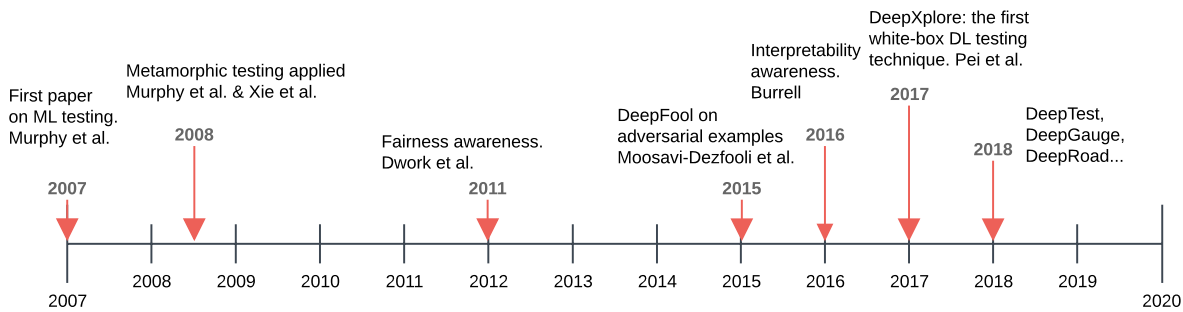 First paper
on ML testing.
Murphy et al.
2007
Metamorphic testing applied
Murphy et al. & Xie et al.
2008
Fairness awareness.
Dwork et al.
2011
DeepFool on
adversarial examples
Moosavi-Dezfooli et al.
2015
Interpretability
awareness.
Burrell
2016
DeepXplore: the first
white-box DL testing
technique. Pei et al.
2017
DeepTest,
DeepGauge,
DeepRoad...
2018
2007
2008
2009
2010
2011
2012
2013
2014
2015
2016
2017
2018
2019
2020